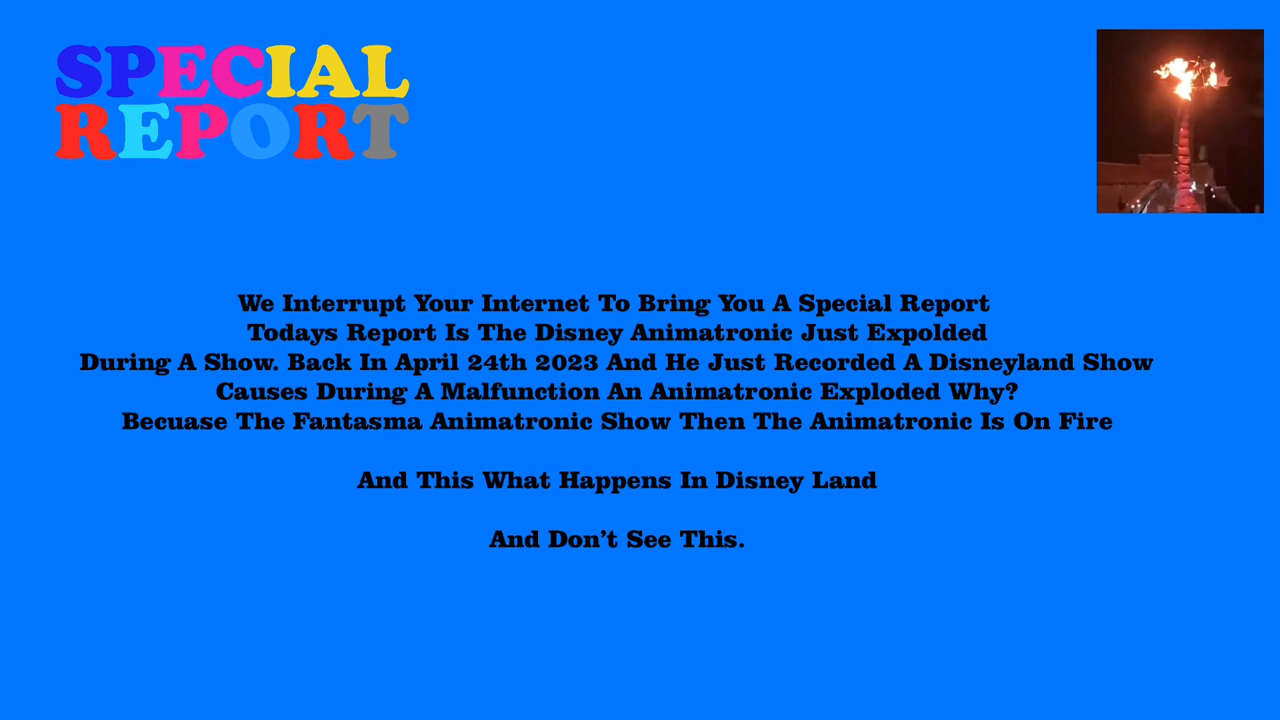 SPECIAL
REPORT
We Interrupt Your Internet To Bring You A Special Report
Todays Report Is The Disney Animatronic Just Expolded
During A Show. Back In April 24th 2023 And He Just Recorded A Disneyland Show
Causes During A Malfunction An Animatronic Exploded Why?
Becuase The Fantasma Animatronic Show Then The Animatronic Is On Fire
And This What Happens In Disney Land
And Don’t See This.